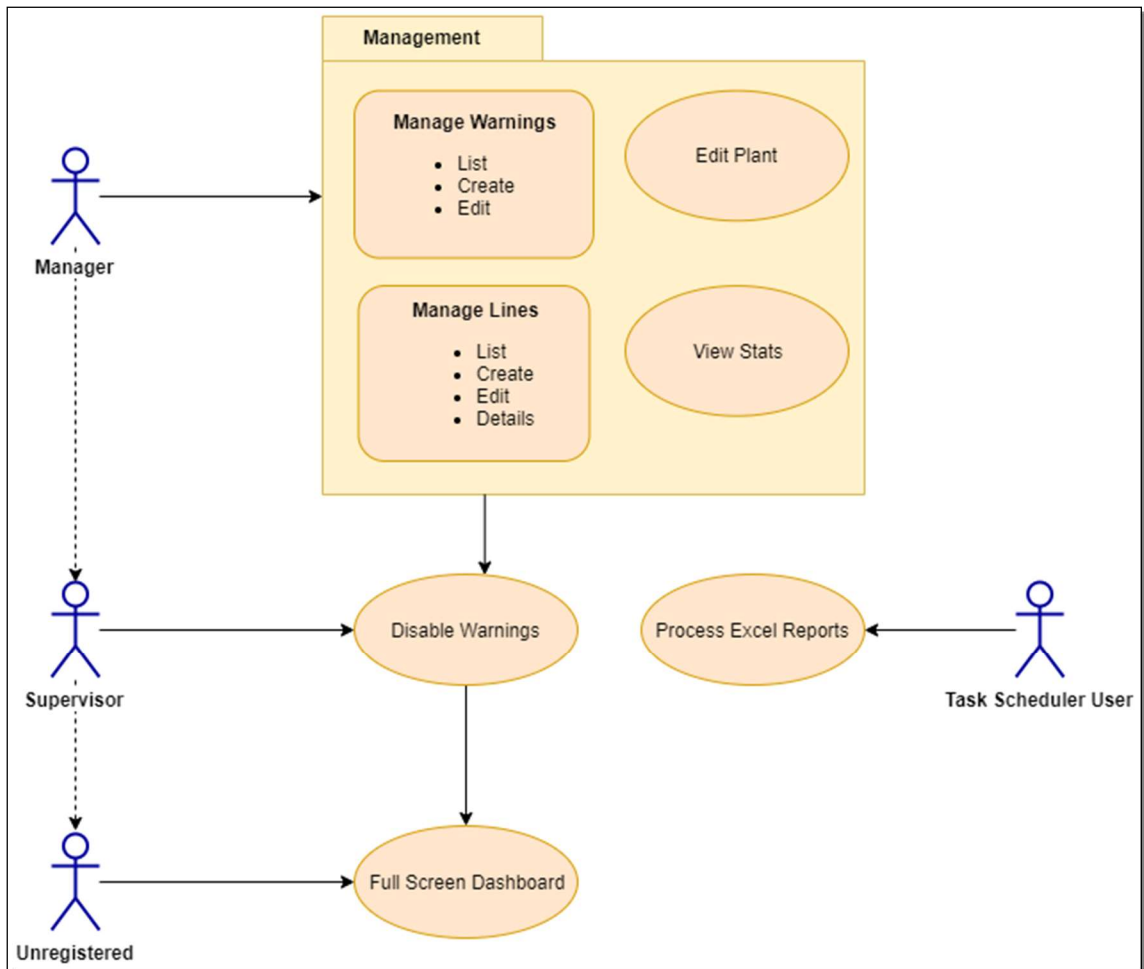 Management
Manage Warnings
• List
• Create
• Edit
Edit Plant
Manager
Manage Lines
• List
• Create
• Edit
• Details
View Stats
Supervisor
Disable Warnings
Process Excel Reports
Task Scheduler User
Full Screen Dashboard
Unregistered